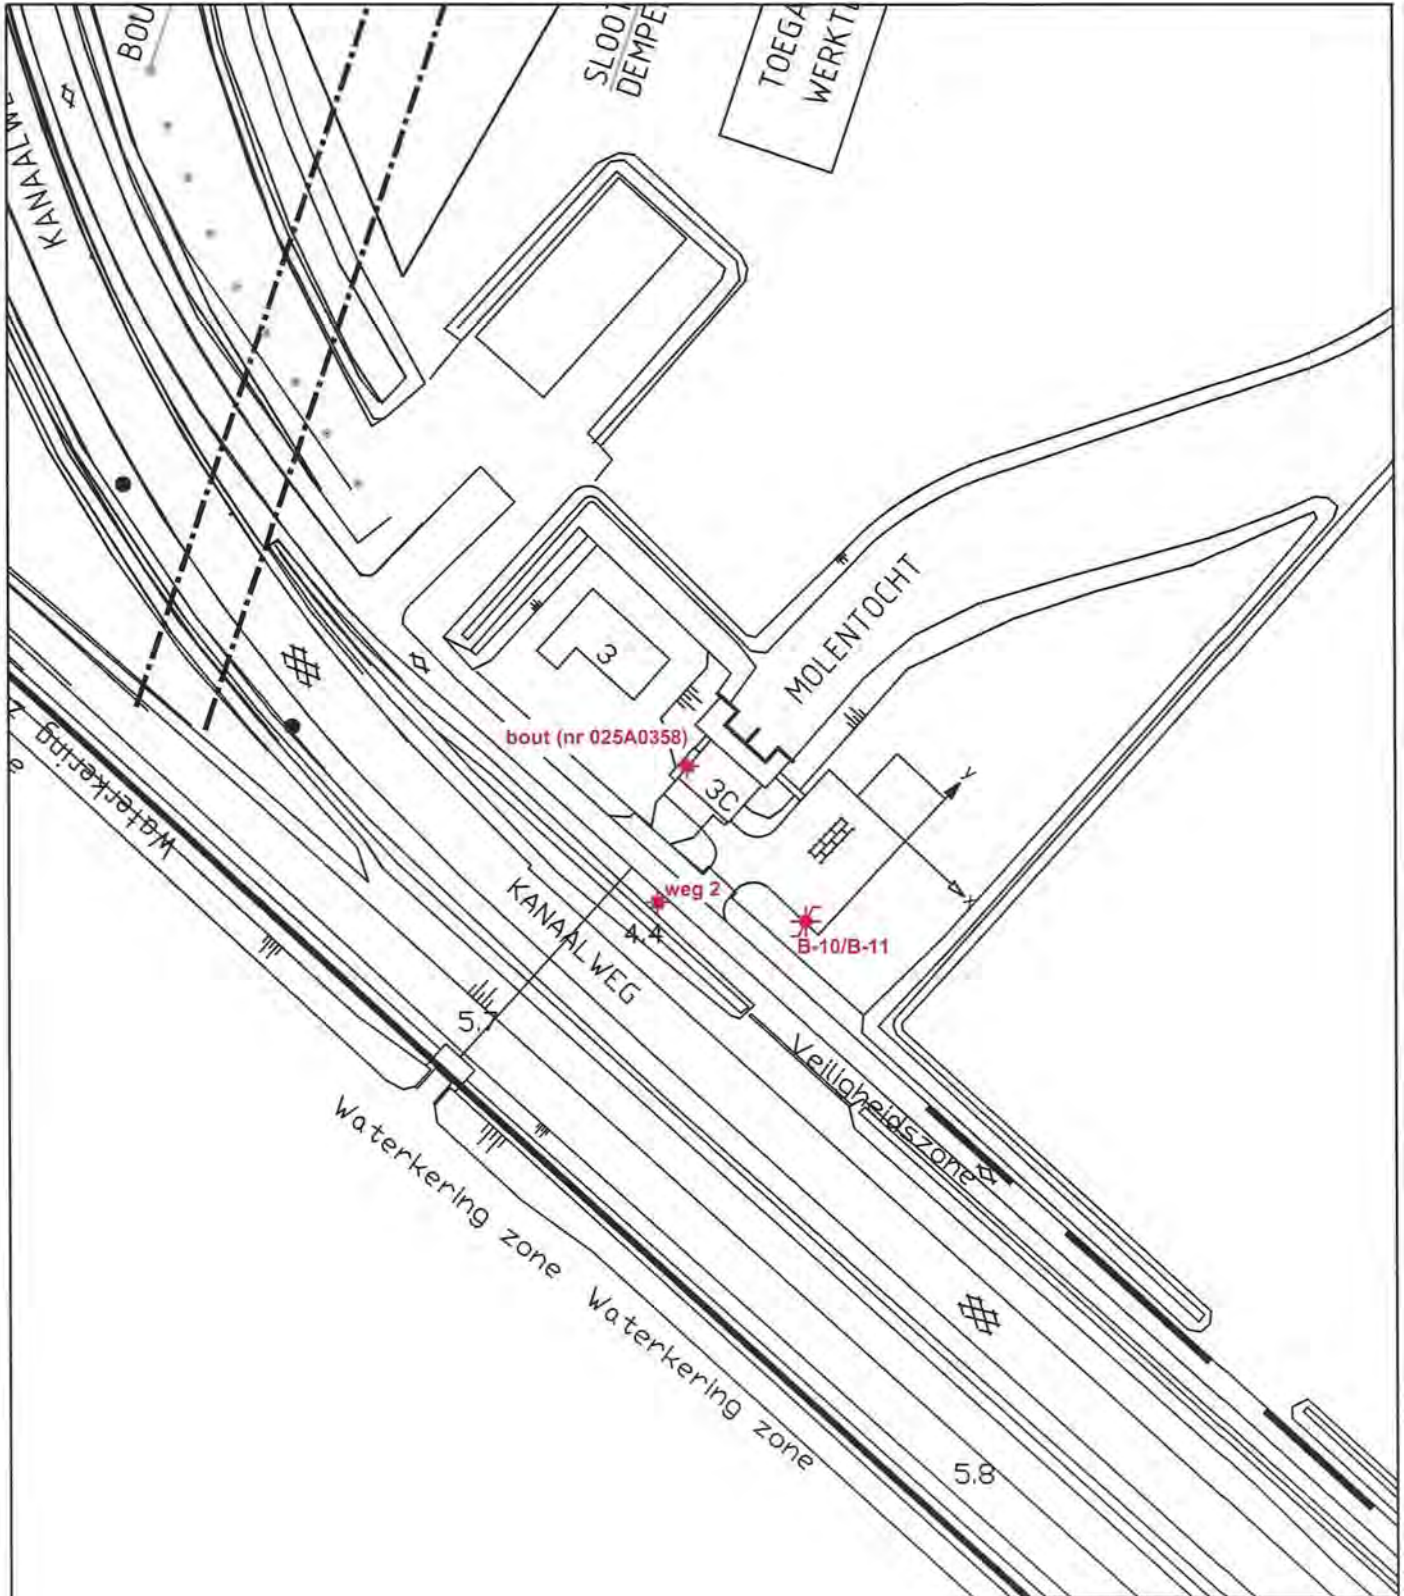 BOU
SLOOT
DEMPE
TOEGA
WERKTU
KANAALWE
MOLENTOCHT
3
bout (nr 025A0358)
3C
y
x
Waterkering z
e
weg 2
4.4
KANAALWEG
B-10/B-11
5.7
Veiligheidszone
Waterkering zone Waterkering zone
5.8